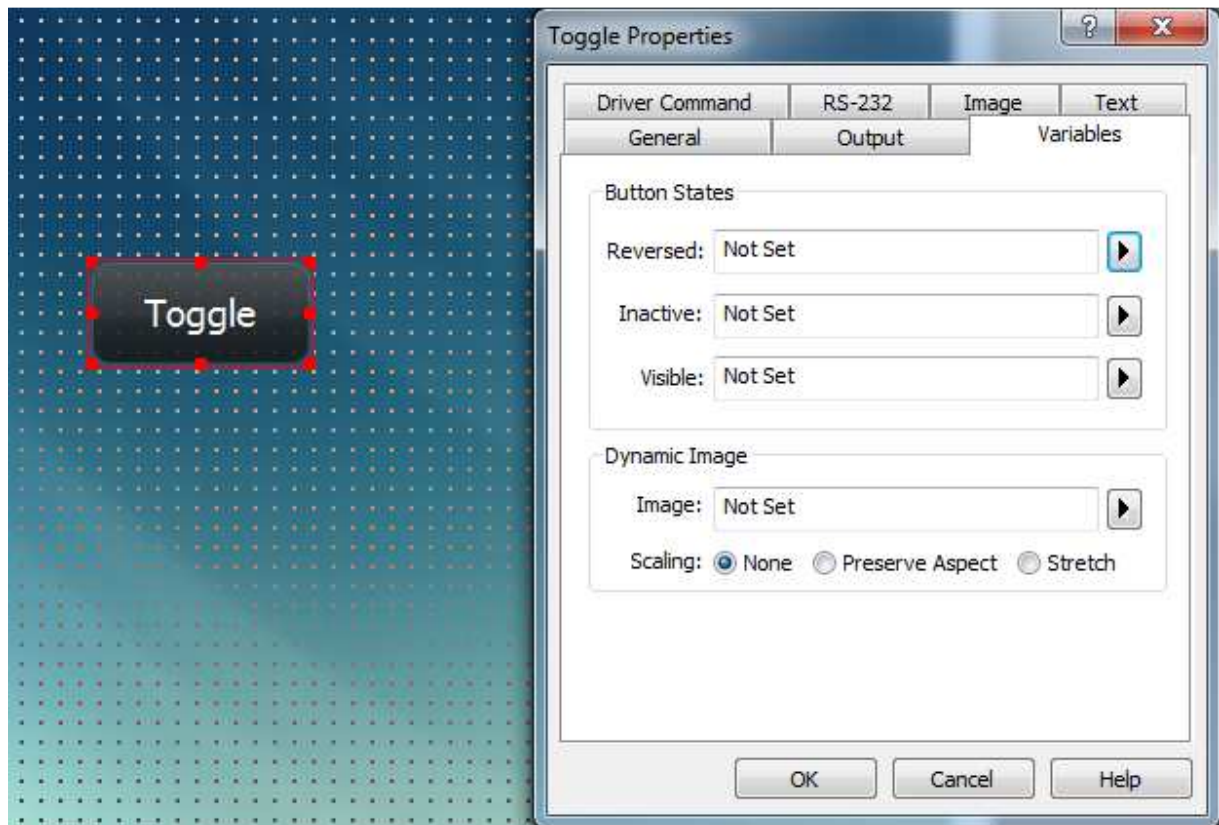 Toggle
Toggle Properties
?
X
Driver Command RS-232 Image Text
General Output Variables
Button States
Reversed: Not Set
Inactive: Not Set
Visible: Not Set
Dynamic Image
Image: Not Set
Scaling: None Preserve Aspect Stretch
OK Cancel Help